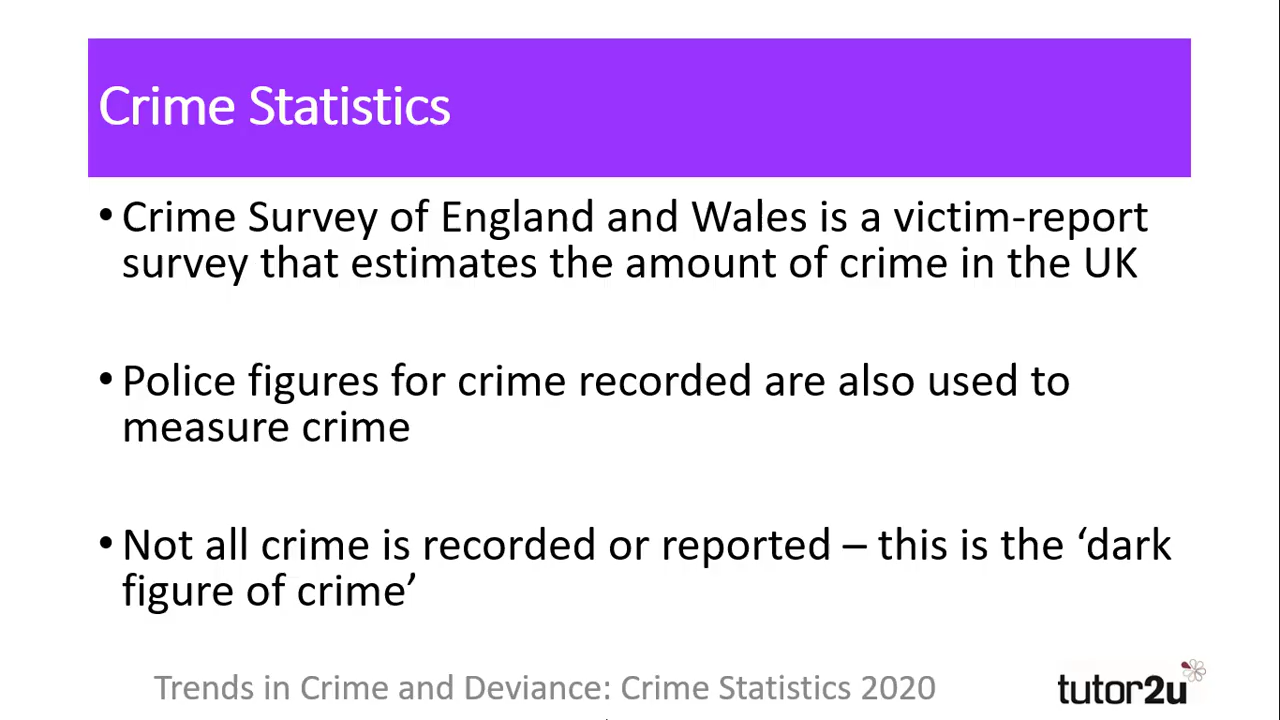 Crime Statistics
• Crime Survey of England and Wales is a victim-report
survey that estimates the amount of crime in the UK
• Police figures for crime recorded are also used to
measure crime
• Not all crime is recorded or reported – this is the ‘dark
figure of crime’
Trends in Crime and Deviance: Crime Statistics 2020
tutor2u